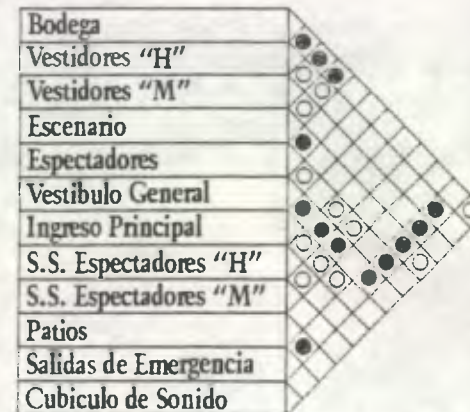 Bodega
Vestidores "H"
Vestidores "M"
Escenario
Espectadores
Vestibulo General
Ingreso Principal
S.S. Espectadores "H"
S.S. Espectadores "M"
Patios
Salidas de Emergencia
Cubiculo de Sonido